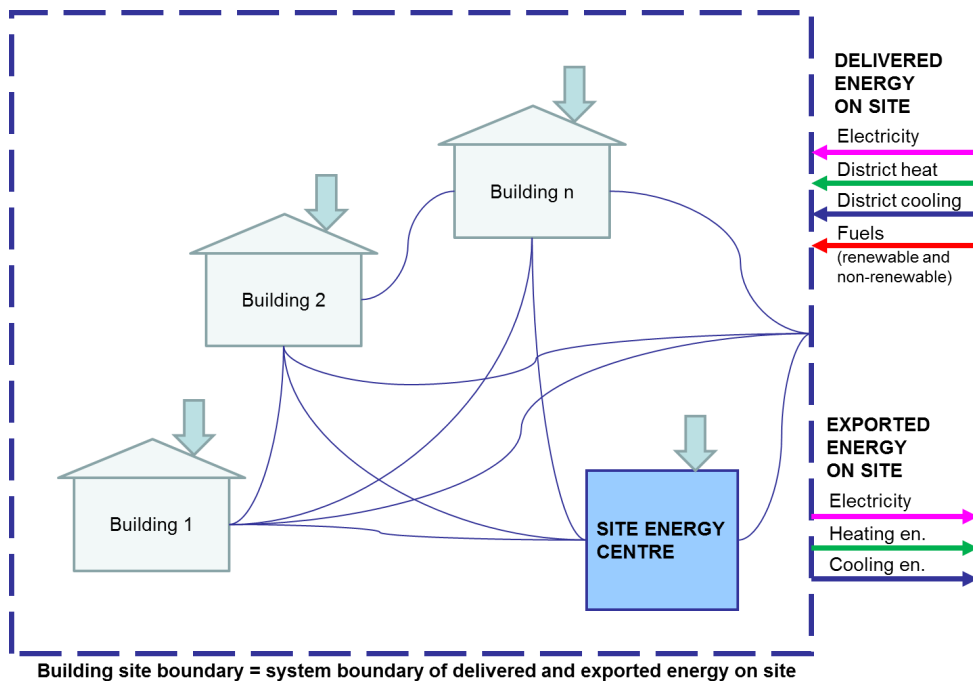 DELIVERED
ENERGY
ON SITE
Electricity
District heat
District cooling
Fuels
(renewable and
non-renewable)
Building n
Building 2
Building 1
SITE ENERGY
CENTRE
EXPORTED
ENERGY
ON SITE
Electricity
Heating en.
Cooling en.
Building site boundary = system boundary of delivered and exported energy on site